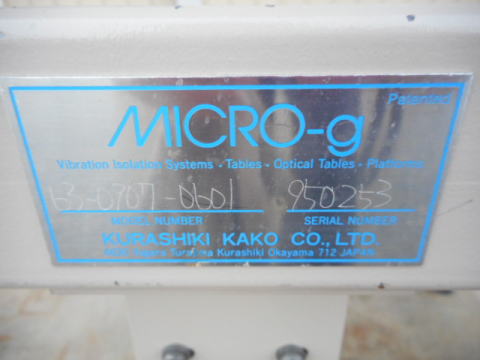 Patented
MICRO-g
Vibration Isolation Systems - Tables - Optical Tables - Platforms
63-0707-0601 950253
MODEL NUMBER SERIAL NUMBER
KURASHIKI KAKO CO., LTD.
Kurashiki Okayama 712 JAPAN